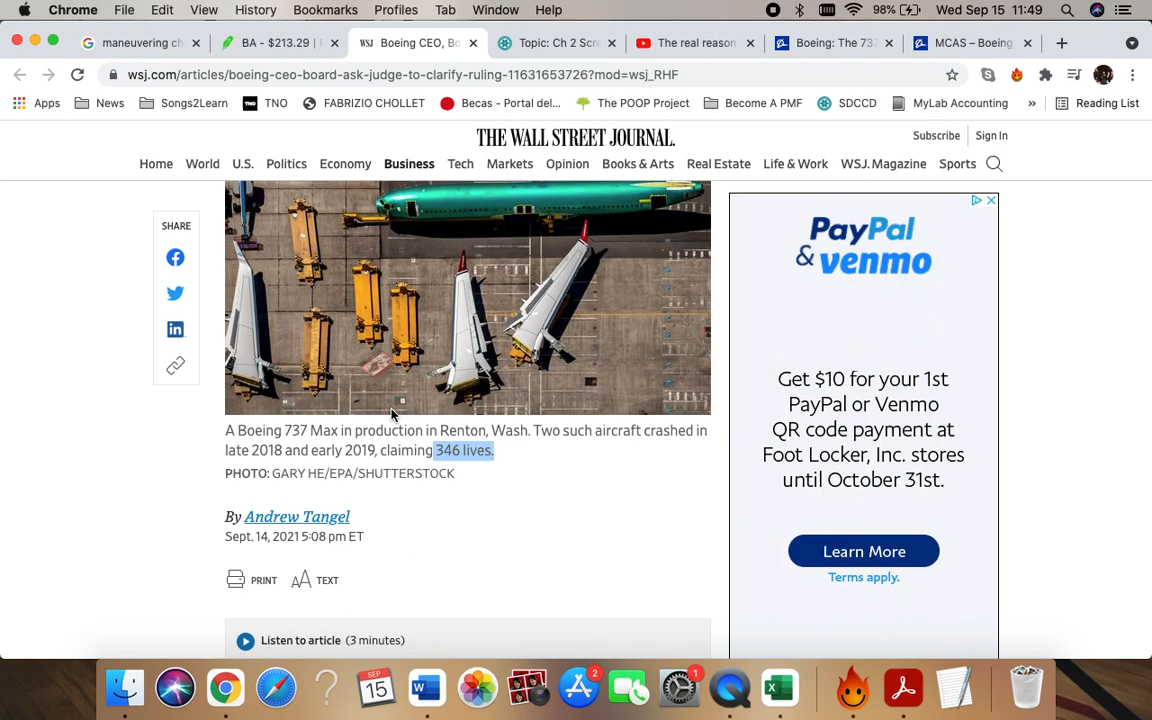 Chrome File Edit View History Bookmarks Profiles Tab Window Help 98% Wed Sep 15 11:49
maneuvering ch BA - $213.29 | R WSJ Boeing CEO, Bo Topic: Ch 2 Scre The real reason Boeing: The 737 MCAS – Boeing
wsj.com/articles/boeing-ceo-board-ask-judge-to-clarify-ruling-11631653726?mod=wsj_RHF
Apps News Songs2Learn TNO TNO FABRIZIO CHOLLET Becas - Portal del... The POOP Project Become A PMF SDCCD MyLab Accounting » Reading List
THE WALL STREET JOURNAL.
Subscribe Sign In
Home World U.S. Politics Economy Business Tech Markets Opinion Books & Arts Real Estate Life & Work WSJ. Magazine Sports
SHARE
A Boeing 737 Max in production in Renton, Wash. Two such aircraft crashed in
late 2018 and early 2019, claiming 346 lives.
PHOTO: GARY HE/EPA/SHUTTERSTOCK
By Andrew Tangel
Sept. 14, 2021 5:08 pm ET
PRINT AA TEXT
Listen to article (3 minutes)
PayPal
& venmo
Get $10 for your 1st
PayPal or Venmo
QR code payment at
Foot Locker, Inc. stores
until October 31st.
Learn More
Terms apply.
SEP
15
W
2
1
X